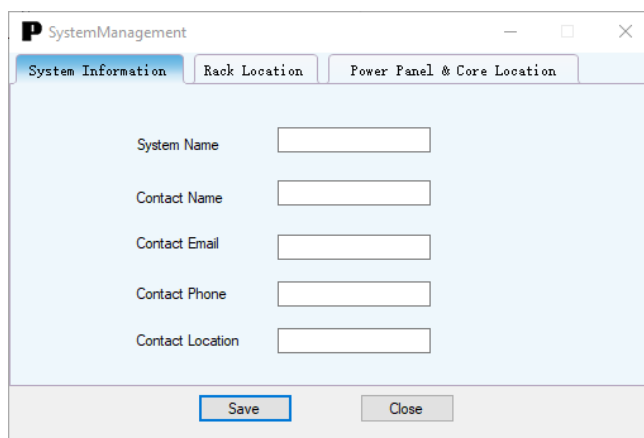 P SystemManagement
System Information Rack Location Power Panel & Core Location
System Name
Contact Name
Contact Email
Contact Phone
Contact Location
Save Close